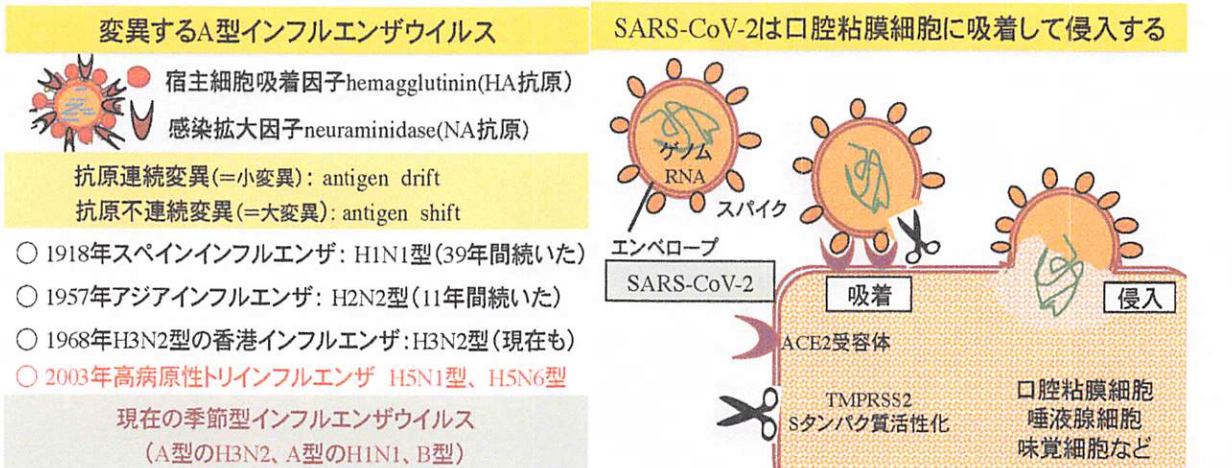 変異するA型インフルエンザウイルス
宿主細胞吸着因子hemagglutinin(HA抗原)
感染拡大因子neuraminidase(NA抗原)
抗原連続変異(=小変異): antigen drift
抗原不連続変異(=大変異): antigen shift
○ 1918年スペインインフルエンザ: H1N1型(39年間続いた)
○ 1957年アジアインフルエンザ: H2N2型(11年間続いた)
○ 1968年H3N2型の香港インフルエンザ:H3N2型(現在も)
○ 2003年高病原性トリインフルエンザ H5N1型、H5N6型
現在の季節型インフルエンザウイルス
(A型のH3N2、A型のH1N1、B型)
SARS-CoV-2は口腔粘膜細胞に吸着して侵入する
ゲノム
RNA
スパイク
エンベロープ
SARS-CoV-2
吸着
侵入
ACE2受容体
TMPRSS2
Sタンパク質活性化
口腔粘膜細胞
唾液腺細胞
味覚細胞など